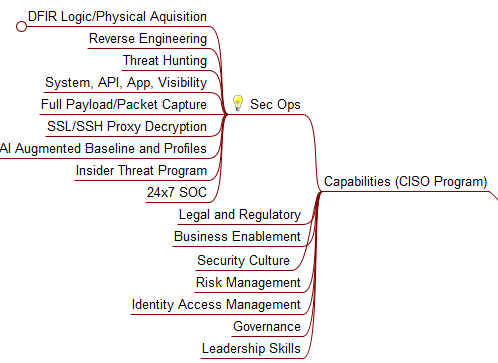 DFIR Logic/Physical Aquisition
Reverse Engineering
Threat Hunting
System, API, App, Visibility
Full Payload/Packet Capture
SSL/SSH Proxy Decryption
AI Augmented Baseline and Profiles
Insider Threat Program
24x7 SOC
Sec Ops
Capabilities (CISO Program)
Legal and Regulatory
Business Enablement
Security Culture
Risk Management
Identity Access Management
Governance
Leadership Skills